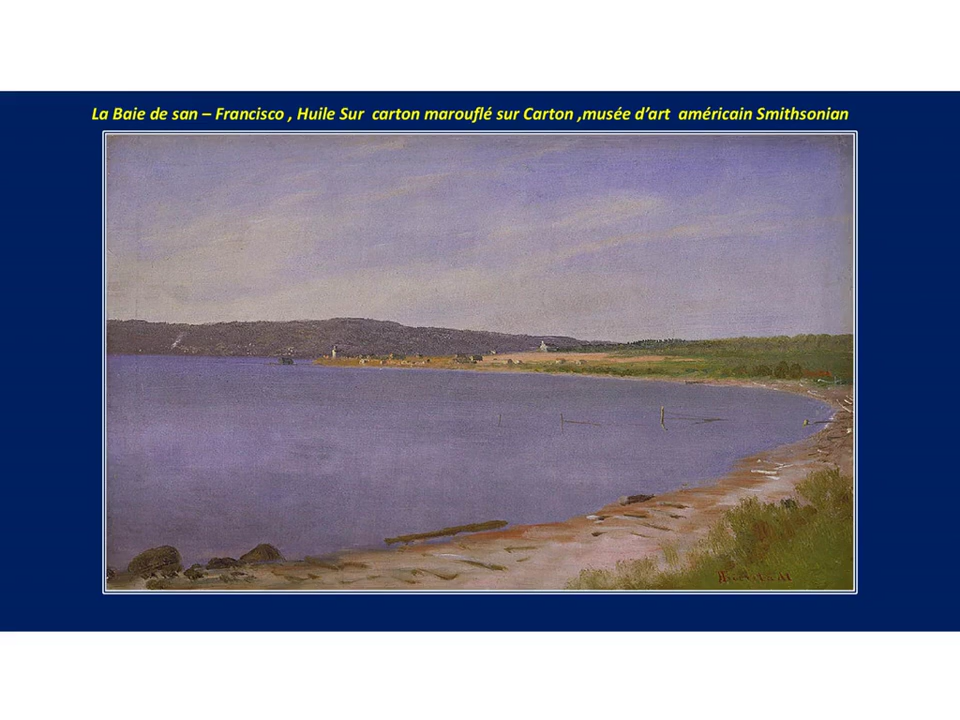 La Baie de san – Francisco , Huile Sur  carton marouflé sur Carton ,musée d’art  américain Smithsonian